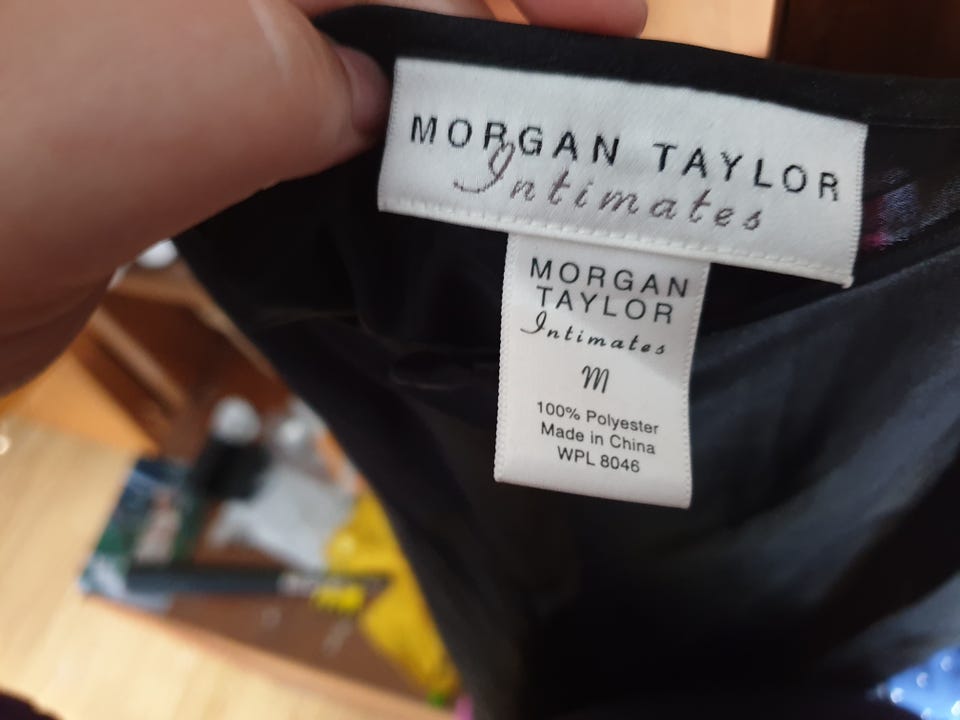 MORGAN TAYLOR
Intimates
MORGAN
TAYLOR
Intimates
M
100% Polyester
Made in China
WPL 8046